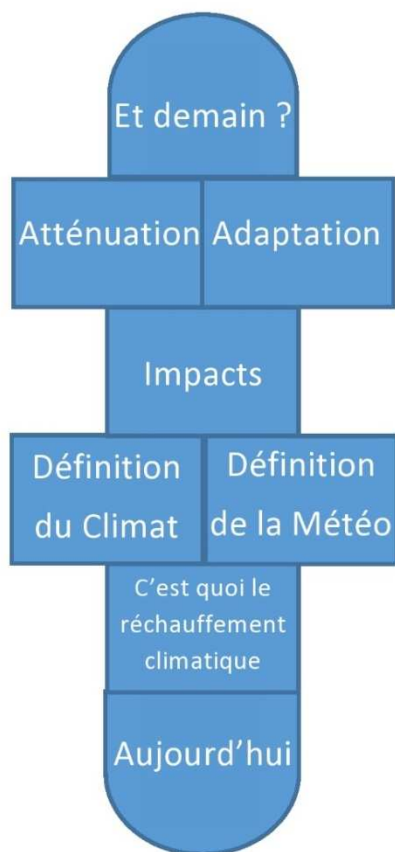 Et demain ?
Atténuation
Adaptation
Impacts
Définition
du Climat
Définition
de la Météo
C’est quoi le
réchauffement
climatique
Aujourd’hui